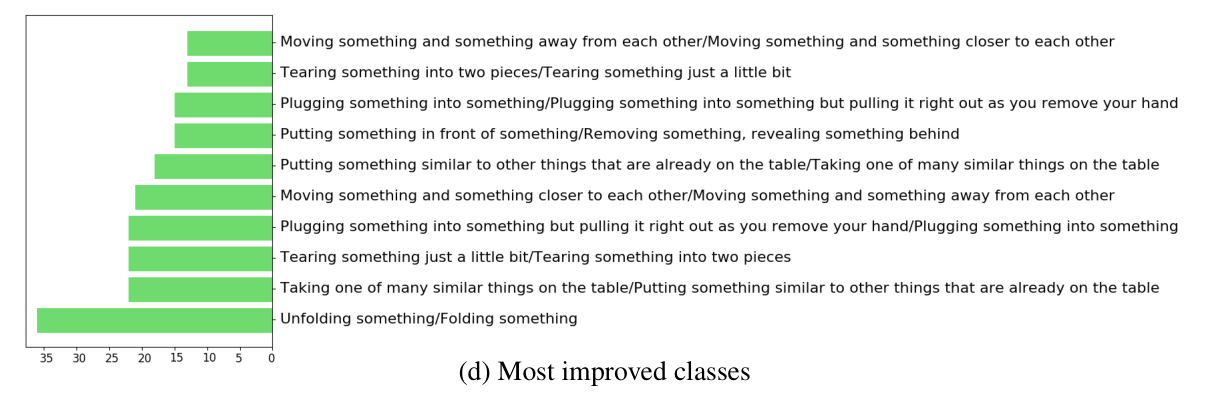 Moving something and something away from each other/Moving something and something closer to each other
Tearing something into two pieces/Tearing something just a little bit
Plugging something into something/Plugging something into something but pulling it right out as you remove your hand
Putting something in front of something/Removing something, revealing something behind
Putting something similar to other things that are already on the table/Taking one of many similar things on the table
Moving something and something closer to each other/Moving something and something away from each other
Plugging something into something but pulling it right out as you remove your hand/Plugging something into something
Tearing something just a little bit/Tearing something into two pieces
Taking one of many similar things on the table/Putting something similar to other things that are already on the table
Unfolding something/Folding something
35 30 25 20 15 10 5 0
(d) Most improved classes